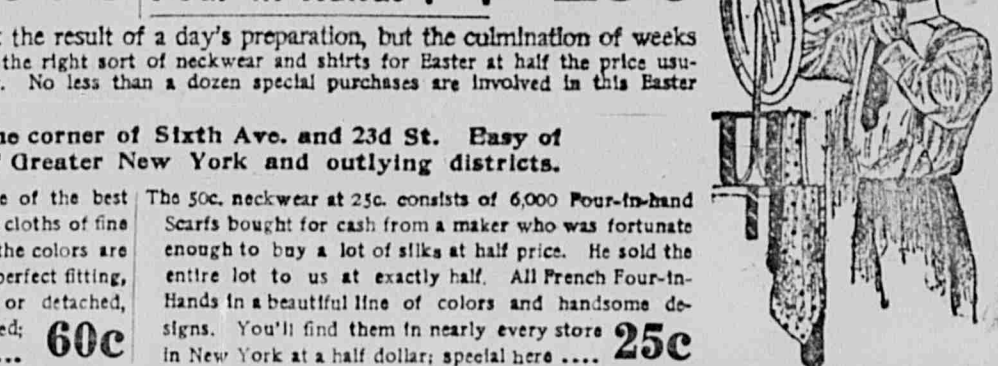 the result of a day's preparation, but the culmination of weeks
the right sort of neckwear and shirts for Easter at half the price usu-
. No less than a dozen special purchases are involved in this Easter
corner of Sixth Ave. and 23d St. Easy of
Greater New York and outlying districts.
of the best
cloths of fine
the colors are
perfect fitting,
or detached,
ed;
... 60c
The 50c. neckwear at 25c. consists of 6,000 Four-in-hand
Scarfs bought for cash from a maker who was fortunate
enough to buy a lot of silks at half price. He sold the
entire lot to us at exactly half. All French Four-in-
Hands in a beautiful line of colors and handsome de-
signs. You'll find them in nearly every store
in New York at a half dollar; special here .... 25c